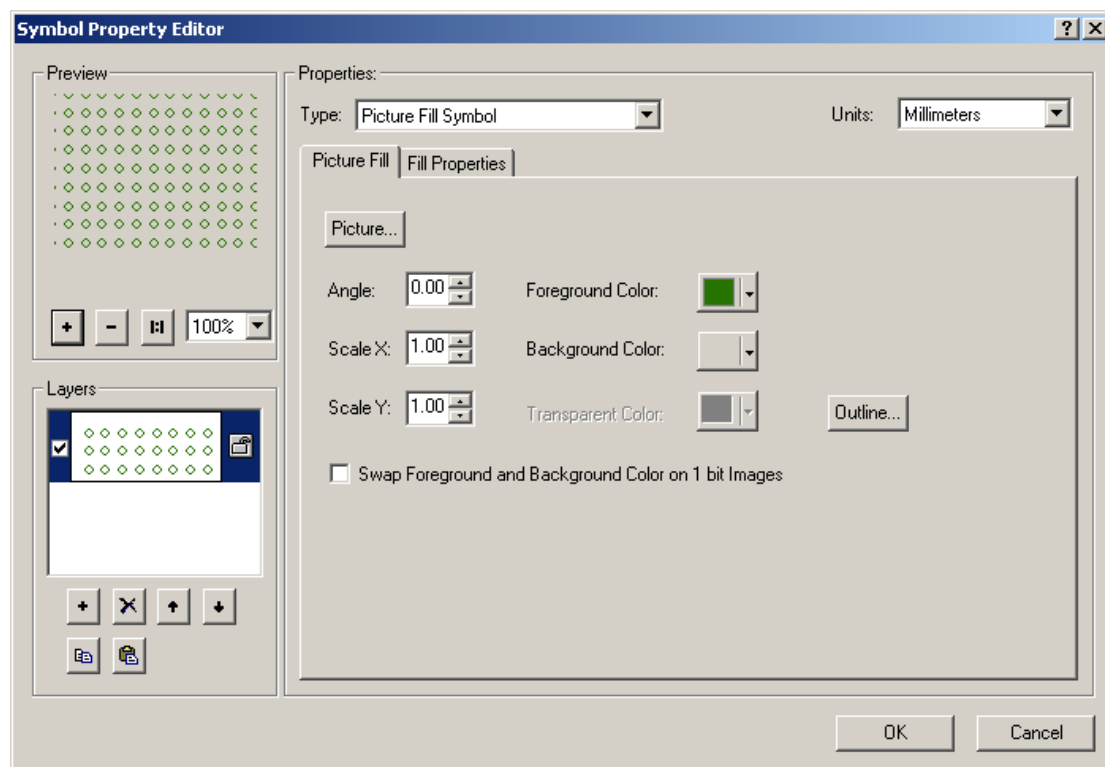 Symbol Property Editor
Preview
100%
Layers
Properties:
Type: Picture Fill Symbol
Units: Millimeters
Picture Fill
Fill Properties
Picture...
Angle: 0.00
Foreground Color:
Scale X: 1.00
Background Color:
Scale Y: 1.00
Transparent Color:
Outline...
Swap Foreground and Background Color on 1 bit Images
OK
Cancel